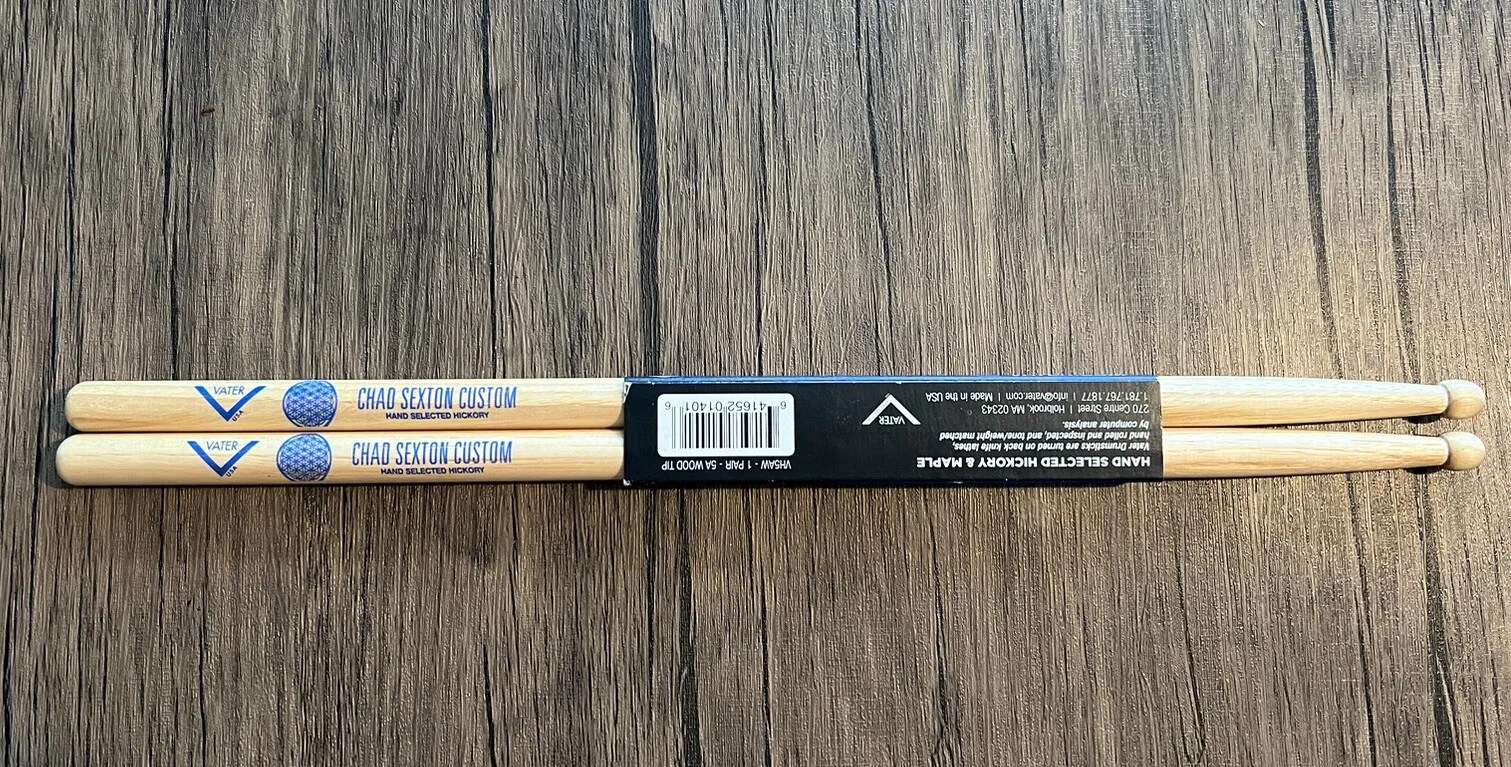 VATER
USA
CHAD SEXTON CUSTOM
HAND SELECTED HICKORY
VATER
USA
CHAD SEXTON CUSTOM
HAND SELECTED HICKORY
HAND SELECTED HICKORY & MAPLE
Vater Drumsticks are turned on back knife lathes,
hand rolled and inspected, and tone/weight matched
by computer analysis.
270 Centre Street | Holbrook, MA 02343
1.781.767.1877 | info@vater.com | Made in the USA
VATER
VH5AW - 1 PAIR - 5A WOOD TIP
6 41652 01401 9